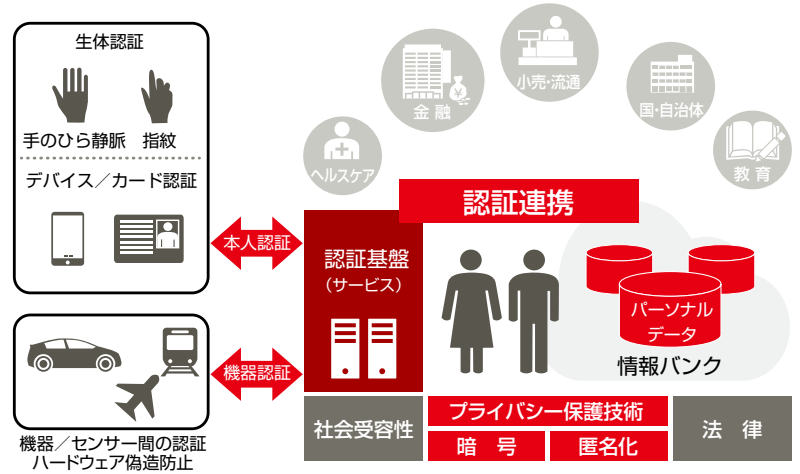 生体認証
手のひら静脈 指紋
デバイス／カード認証
本人認証
機器認証
機器／センサー間の認証
ハードウェア偽造防止
ヘルスケア
金融
¥
小売・流通
国・自治体
教育
認証連携
認証基盤
（サービス）
パーソナル
データ
情報バンク
社会受容性
プライバシー保護技術
暗号
匿名化
法律